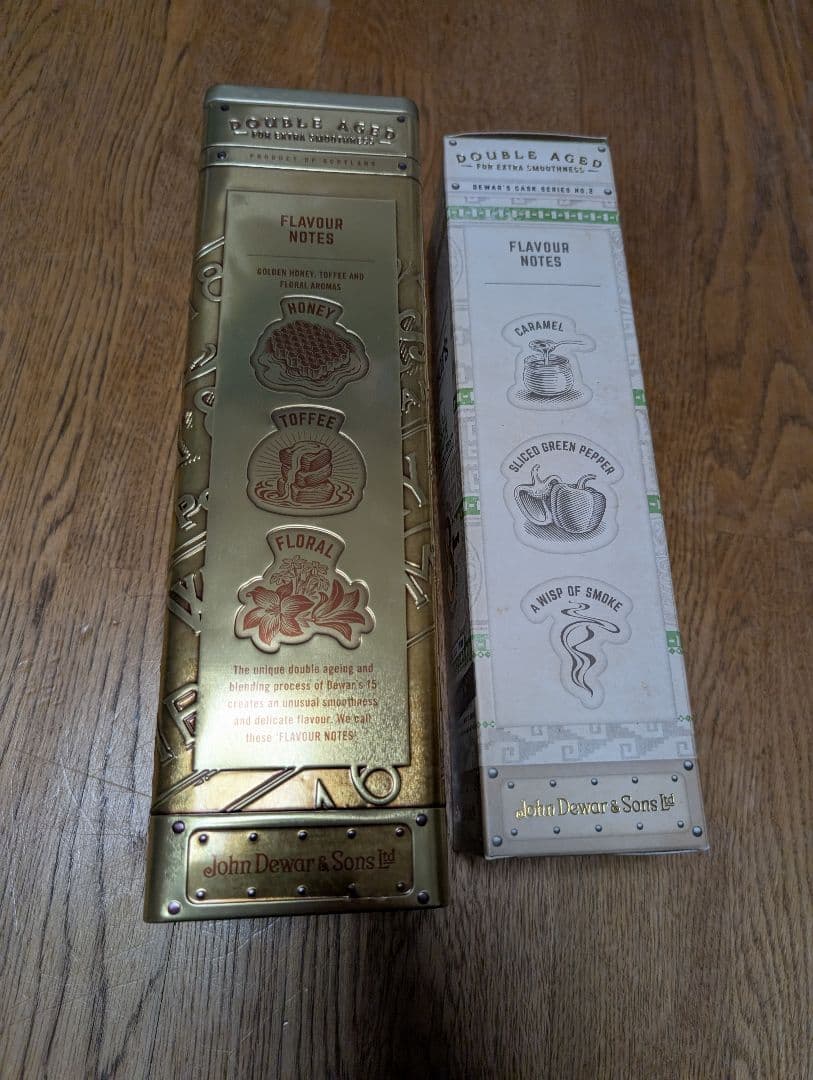 DOUBLE AGED
FOR EXTRA SMOOTHNESS
PRODUCT OF SCOTLAND
FLAVOUR
NOTES
GOLDEN HONEY, TOFFEE AND
FLORAL AROMAS
HONEY
TOFFEE
FLORAL
The unique double ageing and
blending process of Dewar's 15
creates an unusual smoothness
and delicate flavour. We call
these 'FLAVOUR NOTES'.
John Dewar & Sons Ltd
DOUBLE AGED
FOR EXTRA SMOOTHNESS
DEWAR'S CASK SERIES NO.2
FLAVOUR
NOTES
CARAMEL
SLICED GREEN PEPPER
A WISP OF SMOKE
John Dewar & Sons Ltd